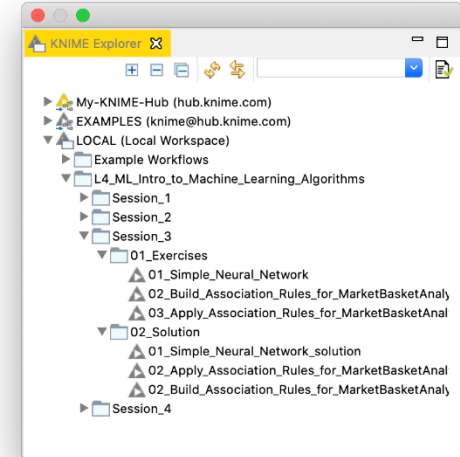 KNIME Explorer
My-KNIME-Hub (hub.knime.com)
EXAMPLES (knime@hub.knime.com)
LOCAL (Local Workspace)
Example Workflows
L4_ML_Intro_to_Machine_Learning_Algorithms
Session_1
Session_2
Session_3
01_Exercises
01_Simple_Neural_Network
02_Build_Association_Rules_for_MarketBasketAnaly
03_Apply_Association_Rules_for_MarketBasketAnal
02_Solution
01_Simple_Neural_Network_solution
02_Apply_Association_Rules_for_MarketBasketAnal
02_Build_Association_Rules_for_MarketBasketAnaly
Session_4